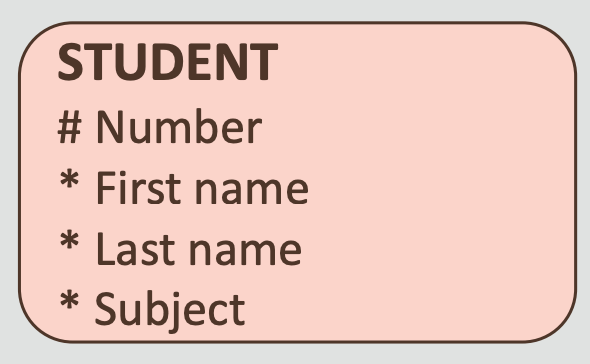 STUDENT
# Number
* First name
* Last name
* Subject